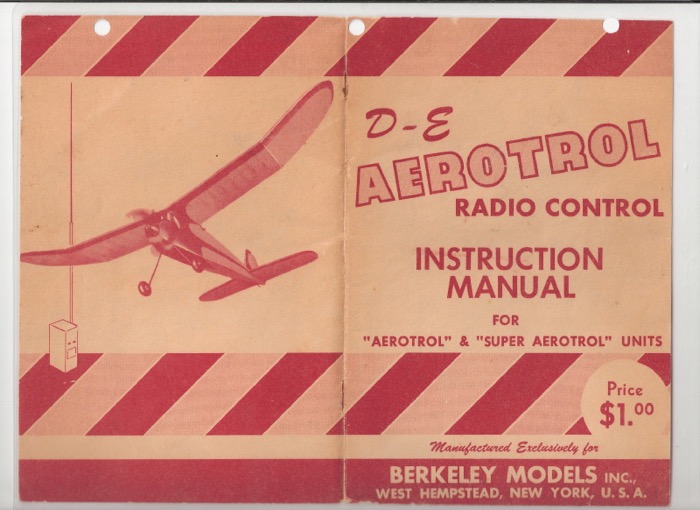 D-E
AEROTROL
RADIO CONTROL
INSTRUCTION
MANUAL
FOR
"AEROTROL" & "SUPER AEROTROL" UNITS
Price
$1.00
Manufactured Exclusively for
BERKELEY MODELS INC.,
WEST HEMPSTEAD, NEW YORK, U.S.A.